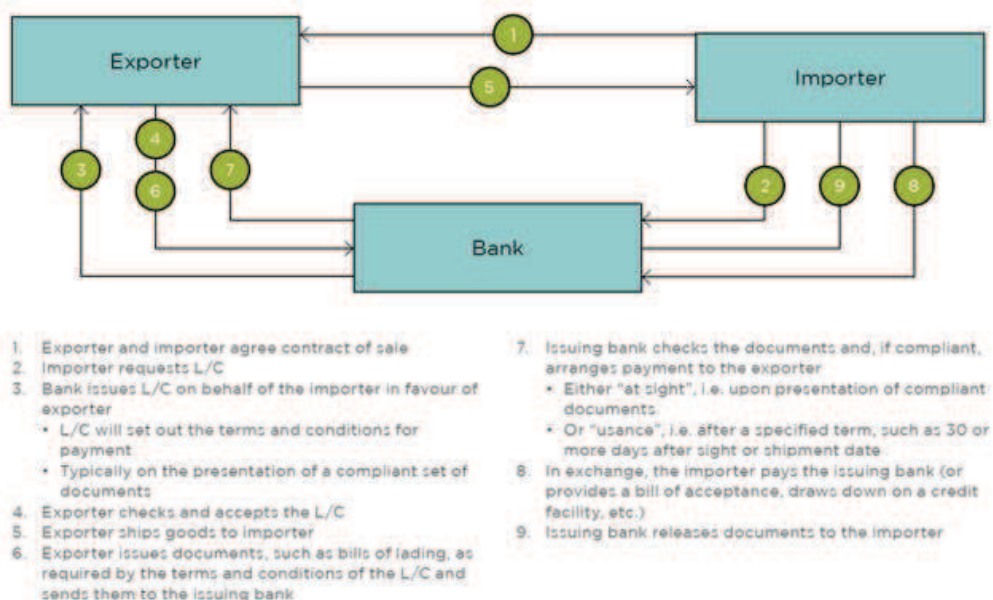 1
Exporter
Importer
5
4
3
7
6
2
9
8
Bank
1. Exporter and importer agree contract of sale
2. Importer requests L/C
3. Bank issues L/C on behalf of the importer in favour of
exporter
• L/C will set out the terms and conditions for
payment
• Typically on the presentation of a compliant set of
documents
4. Exporter checks and accepts the L/C
5. Exporter ships goods to importer
6. Exporter issues documents, such as bills of lading, as
required by the terms and conditions of the L/C and
sends them to the issuing bank
7. Issuing bank checks the documents and, if compliant,
arranges payment to the exporter
• Either "at sight", i.e. upon presentation of compliant
documents
• Or "usance", i.e. after a specified term, such as 30 or
more days after sight or shipment date
8. In exchange, the importer pays the issuing bank (or
provides a bill of acceptance, draws down on a credit
facility, etc.)
9. Issuing bank releases documents to the importer